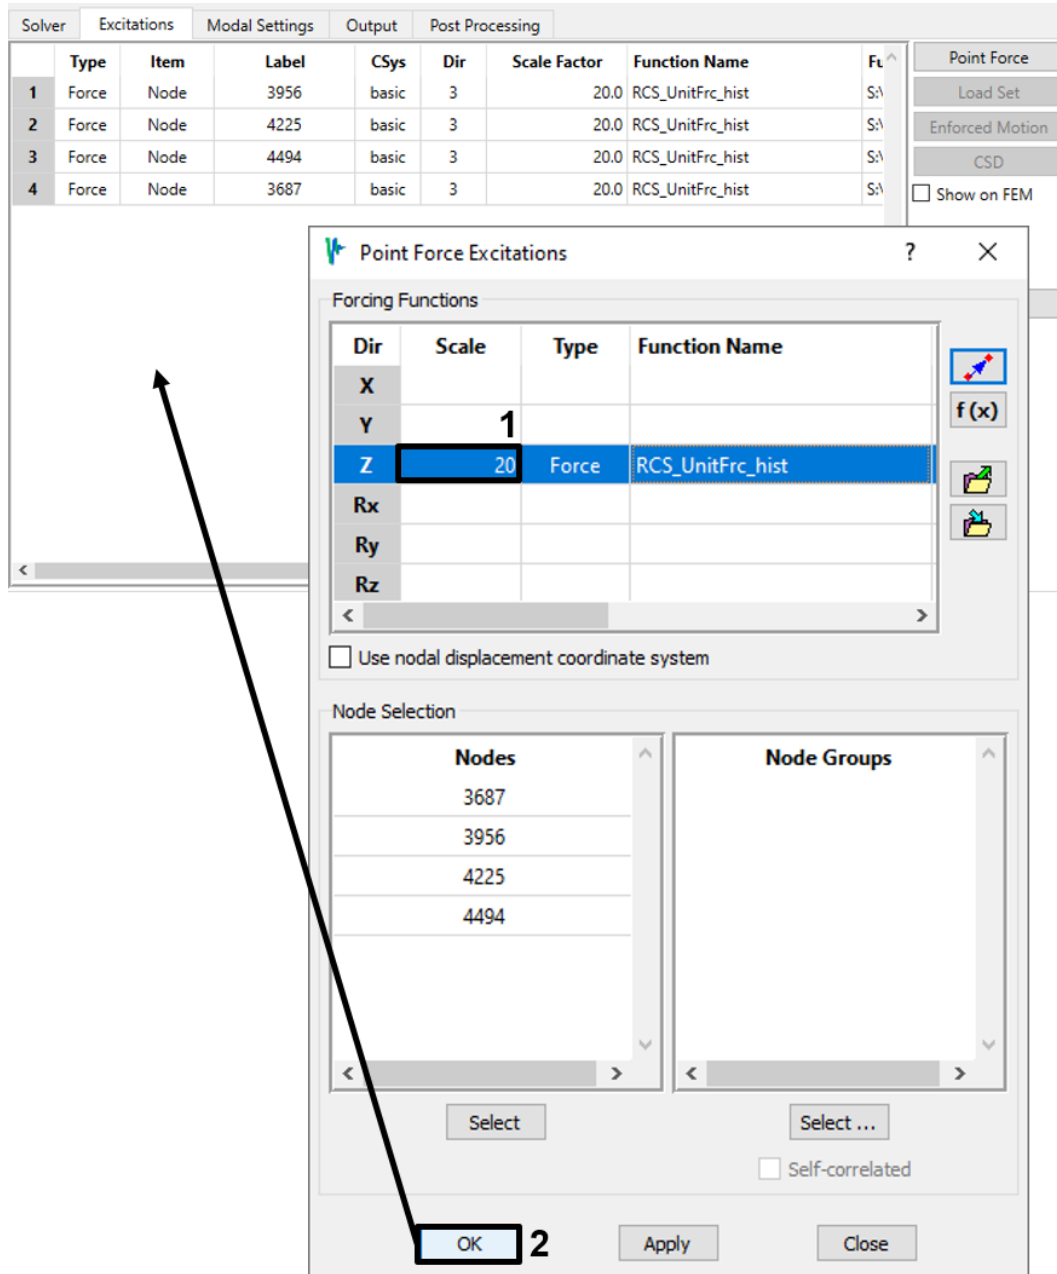 Solver Excitations Modal Settings Output Post Processing
Type Item Label CSys Dir Scale Factor Function Name Fu
Point Force
1 Force Node 3956 basic 3 20.0 RCS_UnitFrc_hist S:\
Load Set
2 Force Node 4225 basic 3 20.0 RCS_UnitFrc_hist S:\
Enforced Motion
3 Force Node 4494 basic 3 20.0 RCS_UnitFrc_hist S:\
CSD
4 Force Node 3687 basic 3 20.0 RCS_UnitFrc_hist S:\
Show on FEM
Point Force Excitations ?
Forcing Functions
Dir Scale Type Function Name
X
Y 1
f (x)
Z 20 Force RCS_UnitFrc_hist
Rx
Ry
Rz
Use nodal displacement coordinate system
Node Selection
Nodes
3687
3956
4225
4494
Node Groups
Select
Select ...
Self-correlated
OK 2 Apply Close